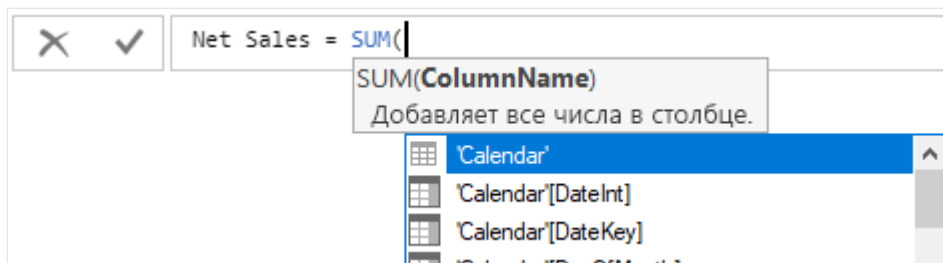 Net Sales = SUM(
SUM(ColumnName)
Добавляет все числа в столбце.
'Calendar'
'Calendar'[DateInt]
'Calendar'[DateKey]